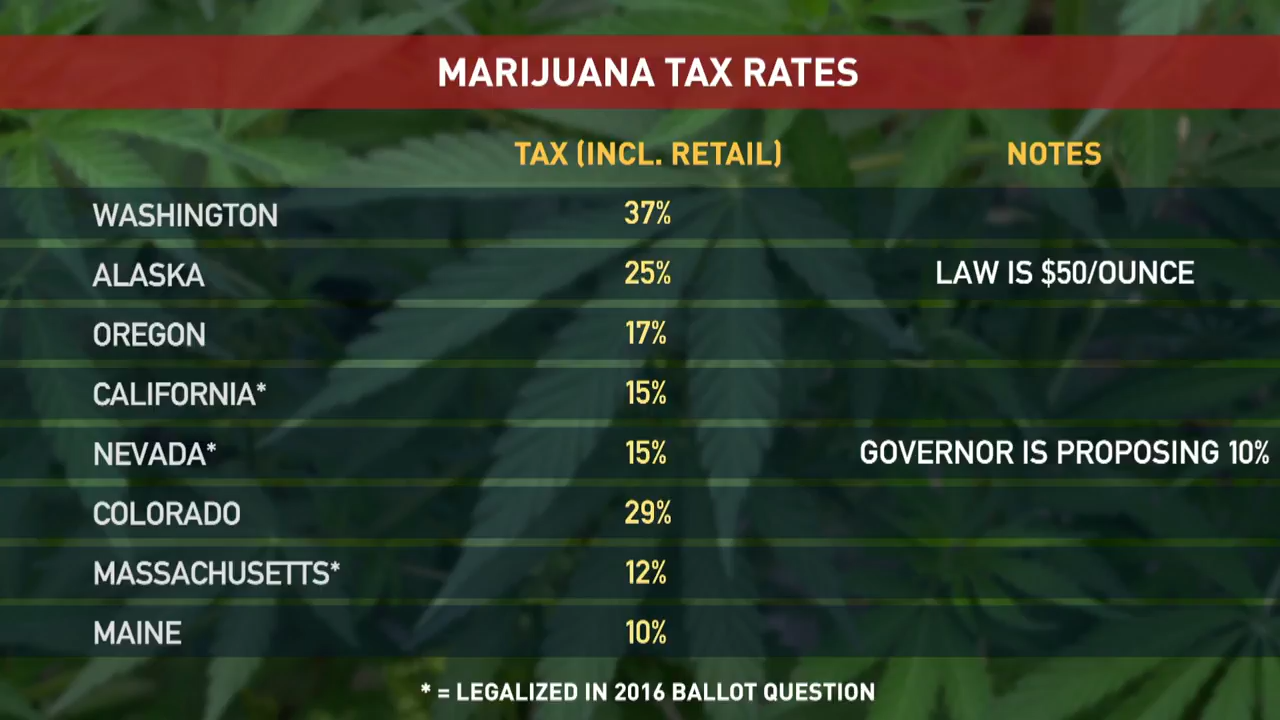 MARIJUANA TAX RATES
TAX (INCL. RETAIL) NOTES
WASHINGTON 37%
ALASKA 25% LAW IS $50/OUNCE
OREGON 17%
CALIFORNIA* 15%
NEVADA* 15% GOVERNOR IS PROPOSING 10%
COLORADO 29%
MASSACHUSETTS* 12%
MAINE 10%
* = LEGALIZED IN 2016 BALLOT QUESTION